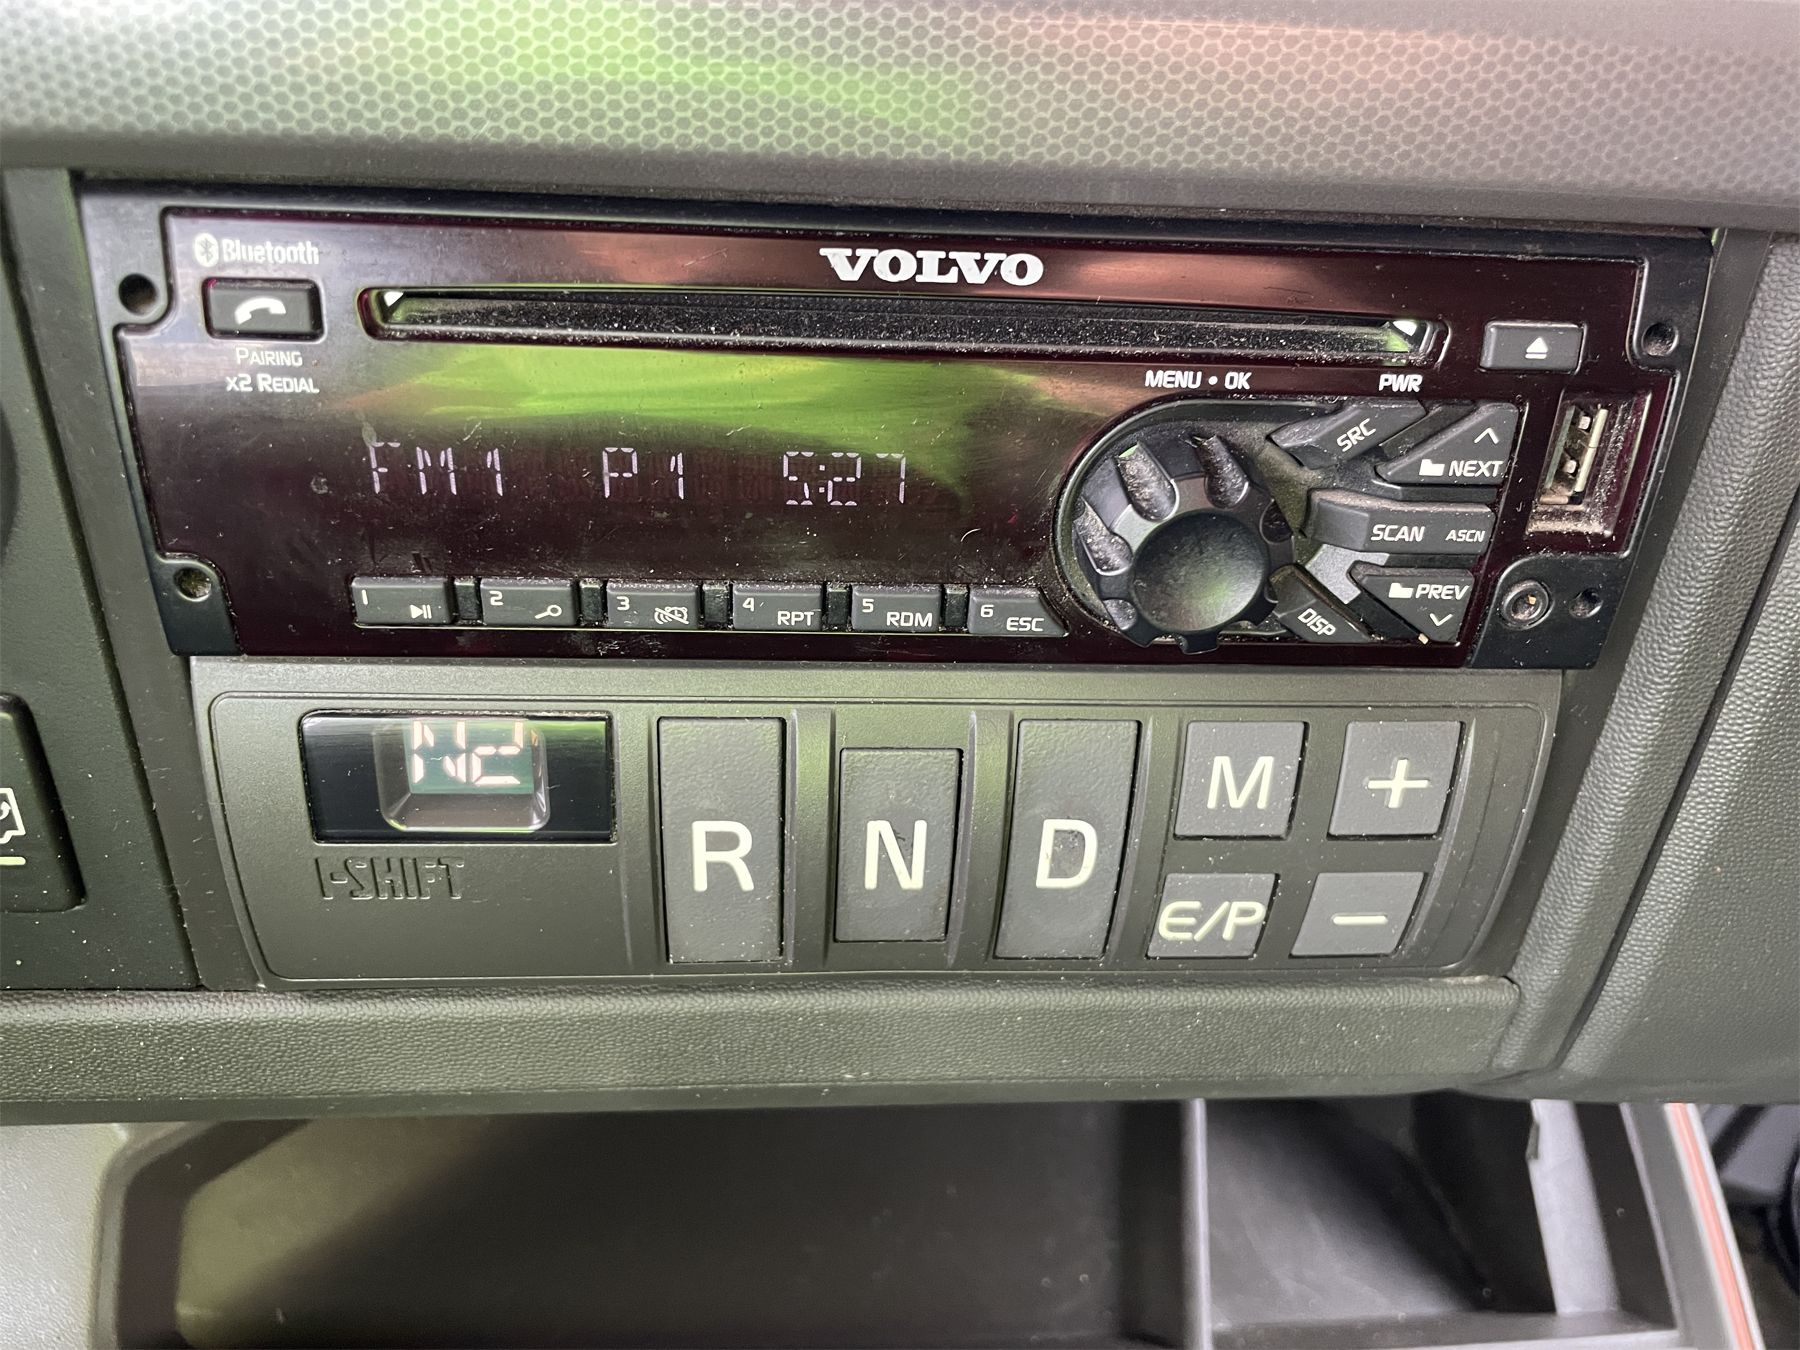 Bluetooth
VOLVO
PAIRING
X2 REDIAL
MENU • OK
PWR
SRC
NEXT
FM1 P1 5:27
SCAN ASCN
PREV
DISP
1
2
3
4 RPT
5 RDM
6 ESC
N2
I-SHIFT
R
N
D
M
+
E/P
−